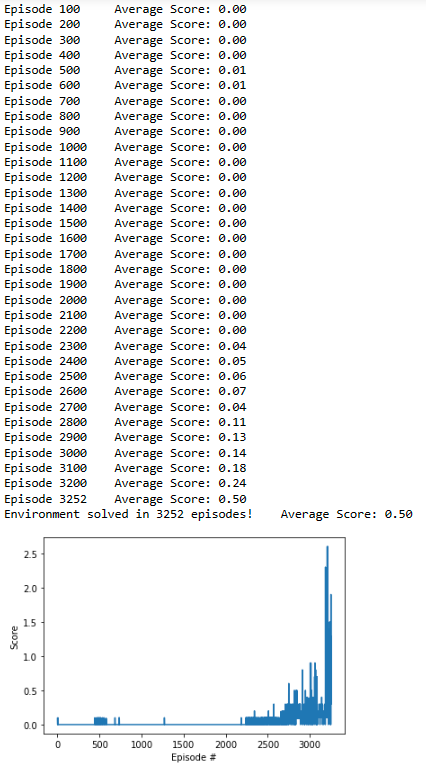 Episode 100 Average Score: 0.00
Episode 200 Average Score: 0.00
Episode 300 Average Score: 0.00
Episode 400 Average Score: 0.00
Episode 500 Average Score: 0.01
Episode 600 Average Score: 0.01
Episode 700 Average Score: 0.00
Episode 800 Average Score: 0.00
Episode 900 Average Score: 0.00
Episode 1000 Average Score: 0.00
Episode 1100 Average Score: 0.00
Episode 1200 Average Score: 0.00
Episode 1300 Average Score: 0.00
Episode 1400 Average Score: 0.00
Episode 1500 Average Score: 0.00
Episode 1600 Average Score: 0.00
Episode 1700 Average Score: 0.00
Episode 1800 Average Score: 0.00
Episode 1900 Average Score: 0.00
Episode 2000 Average Score: 0.00
Episode 2100 Average Score: 0.00
Episode 2200 Average Score: 0.00
Episode 2300 Average Score: 0.04
Episode 2400 Average Score: 0.05
Episode 2500 Average Score: 0.06
Episode 2600 Average Score: 0.07
Episode 2700 Average Score: 0.04
Episode 2800 Average Score: 0.11
Episode 2900 Average Score: 0.13
Episode 3000 Average Score: 0.14
Episode 3100 Average Score: 0.18
Episode 3200 Average Score: 0.24
Episode 3252 Average Score: 0.50
Environment solved in 3252 episodes! Average Score: 0.50
2.5
2.0
1.5
1.0
0.5
0.0
Score
0 500 1000 1500 2000 2500 3000
Episode #